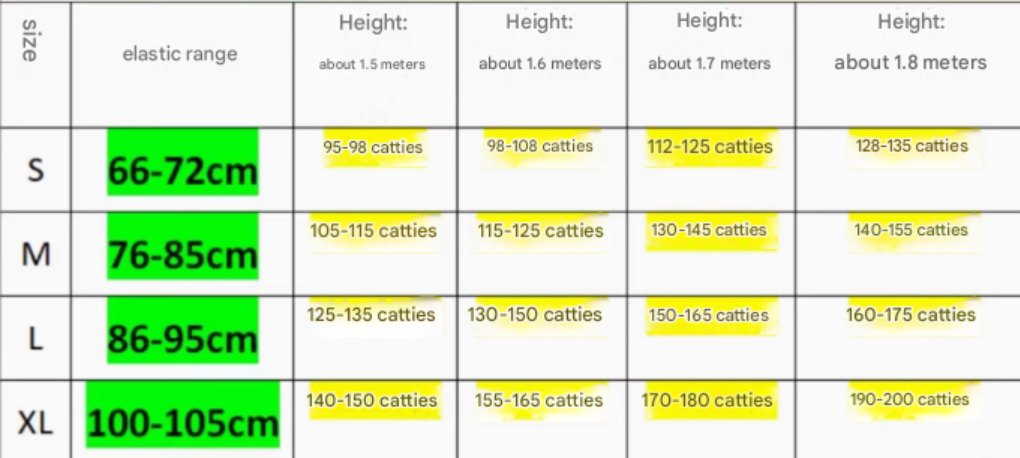 size
elastic range
Height:
about 1.5 meters
Height:
about 1.6 meters
Height:
about 1.7 meters
Height:
about 1.8 meters
S
66-72cm
95-98 catties
98-108 catties
112-125 catties
128-135 catties
M
76-85cm
105-115 catties
115-125 catties
130-145 catties
140-155 catties
L
86-95cm
125-135 catties
130-150 catties
150-165 catties
160-175 catties
XL
100-105cm
140-150 catties
155-165 catties
170-180 catties
190-200 catties